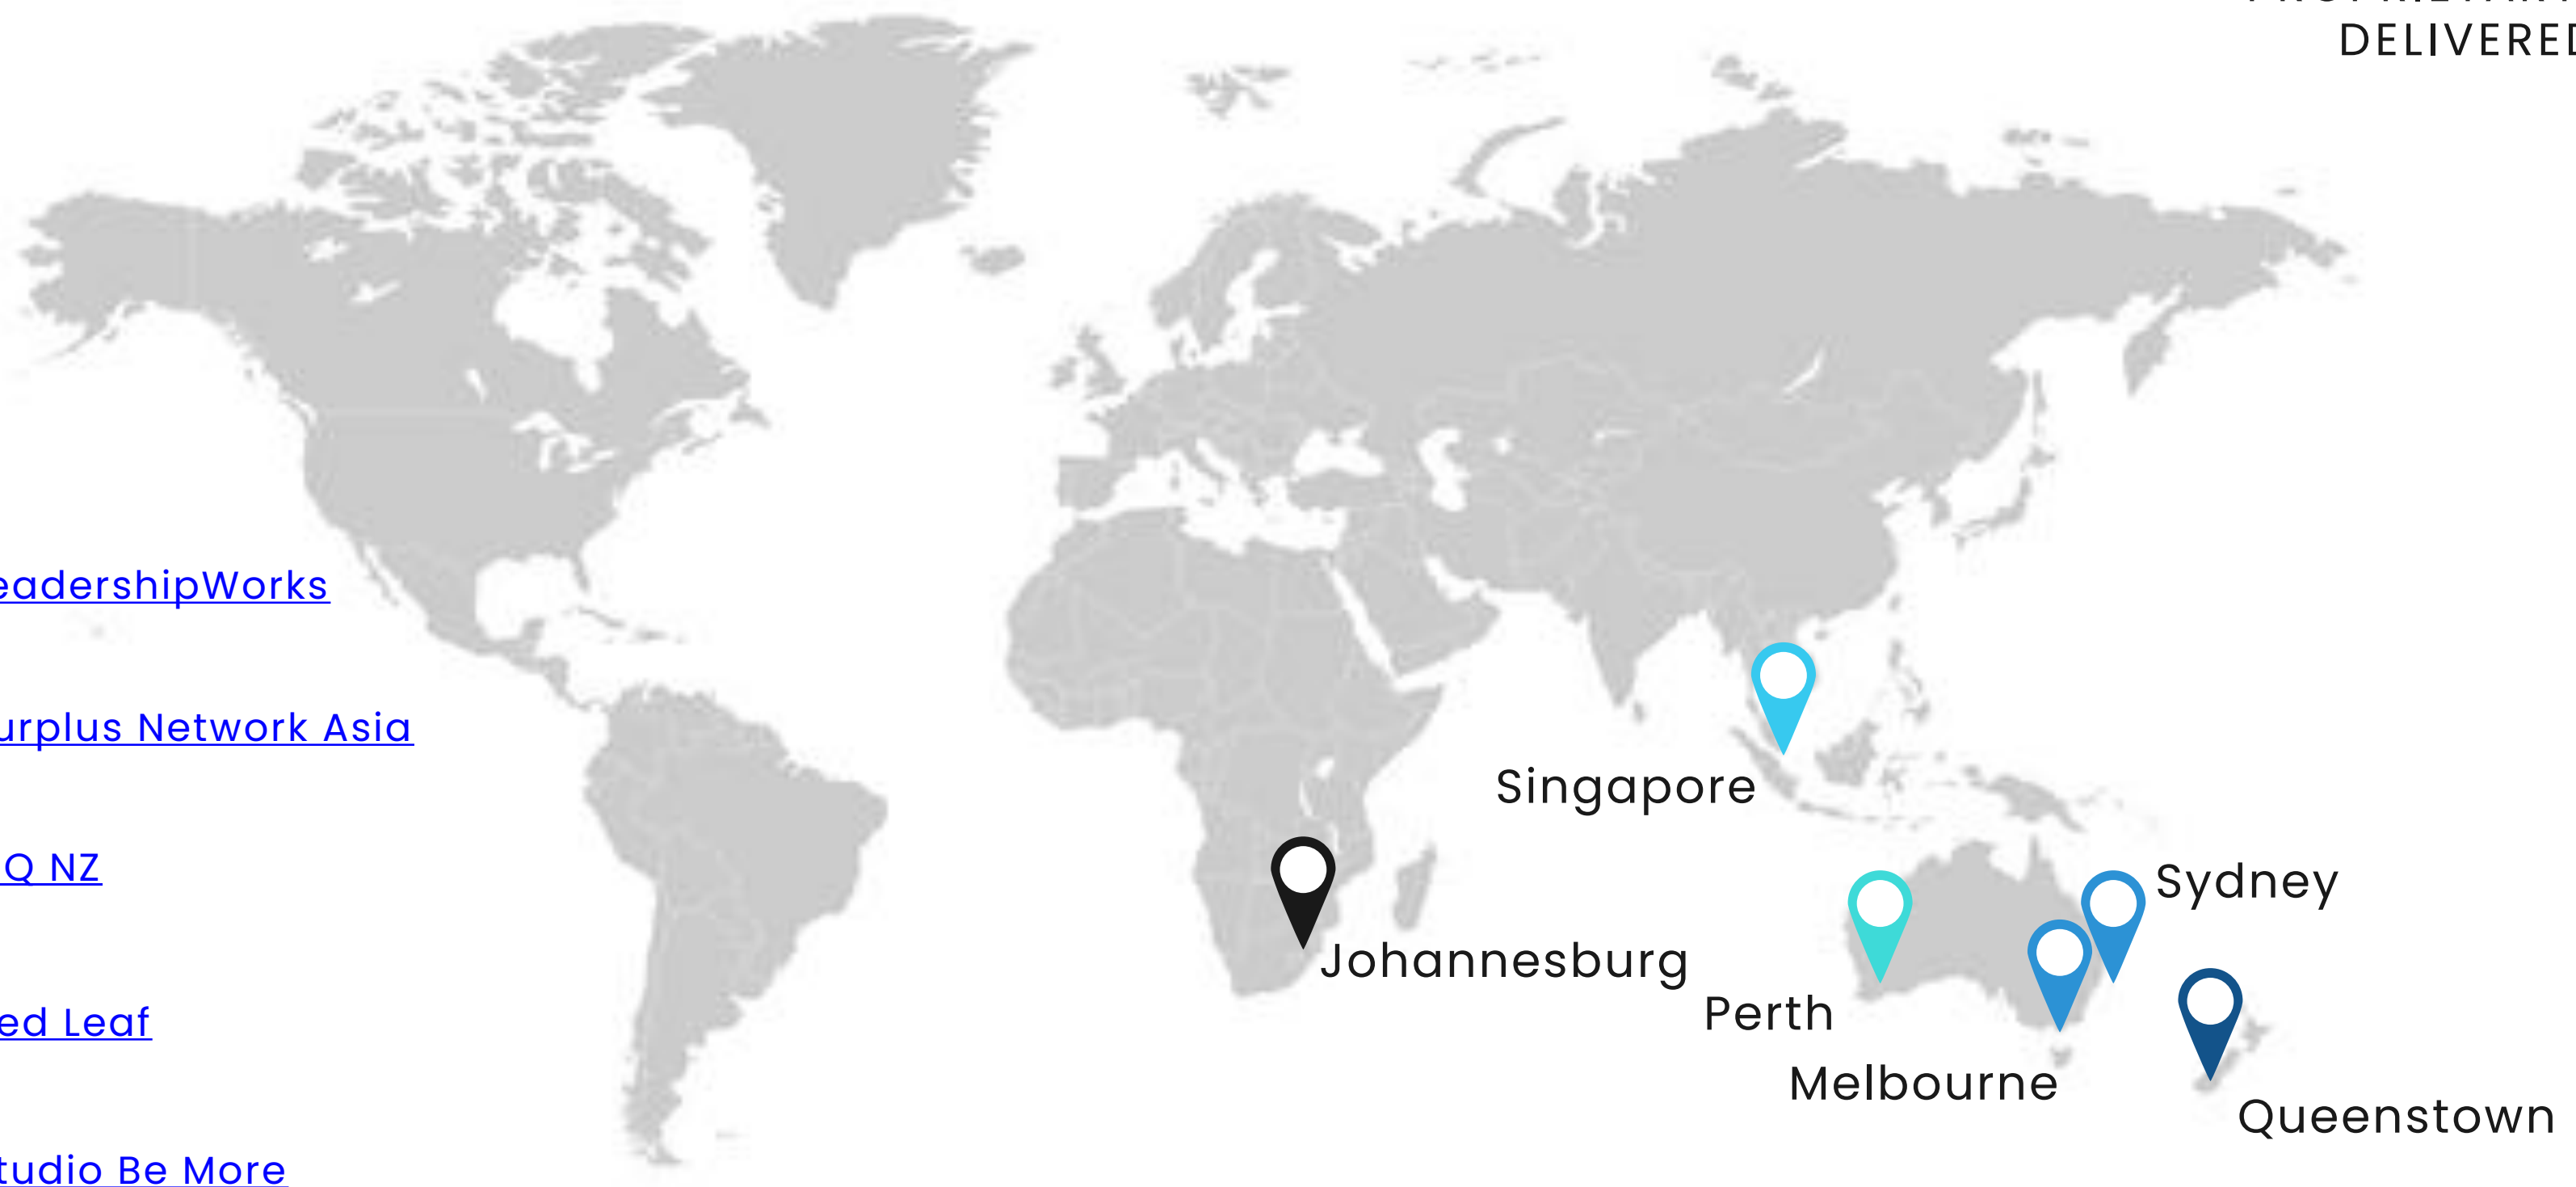 DELIVERED
eadershipWorks
urplus Network Asia
Singapore
Q NZ
Sydney
Johannesburg
Perth
ed Leaf
Melbourne
Queenstown
tudio Be More